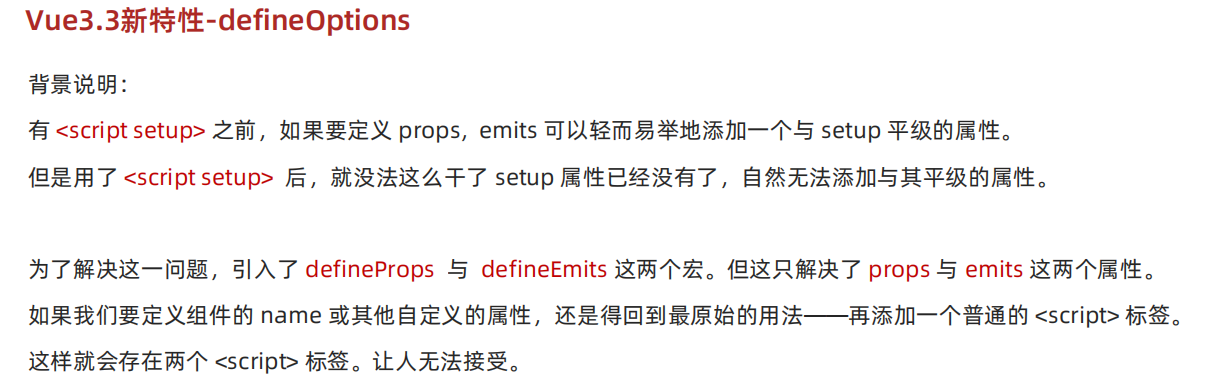 Vue3.3新特性-defineOptions
背景说明：
有 <script setup> 之前，如果要定义 props，emits 可以轻而易举地添加一个与 setup 平级的属性。
但是用了 <script setup> 后，就没法这么干了 setup 属性已经没有了，自然无法添加与其平级的属性。
为了解决这一问题，引入了 defineProps 与 defineEmits 这两个宏。但这只解决了 props 与 emits 这两个属性。
如果我们要定义组件的 name 或其他自定义的属性，还是得回到最原始的用法——再添加一个普通的 <script> 标签。
这样就会存在两个 <script> 标签。让人无法接受。